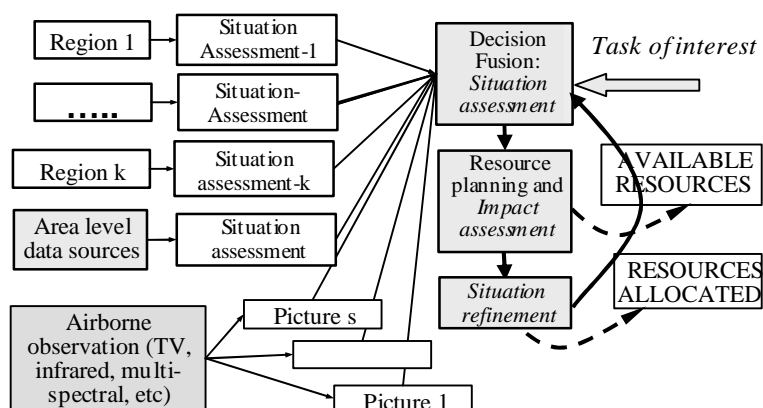 Region 1
Situation
Assessment-1
.....
Situation-
Assessment
Region k
Situation
assessment-k
Area level
data sources
Situation
assessment
Airborne
observation (TV,
infrared, multi-
spectral, etc)
Picture s
Picture 1
Decision
Fusion:
Situation
assessment
Task of interest
Resource
planning and
Impact
assessment
AVAILABLE
RESOURCES
Situation
refinement
RESOURCES
ALLOCATED